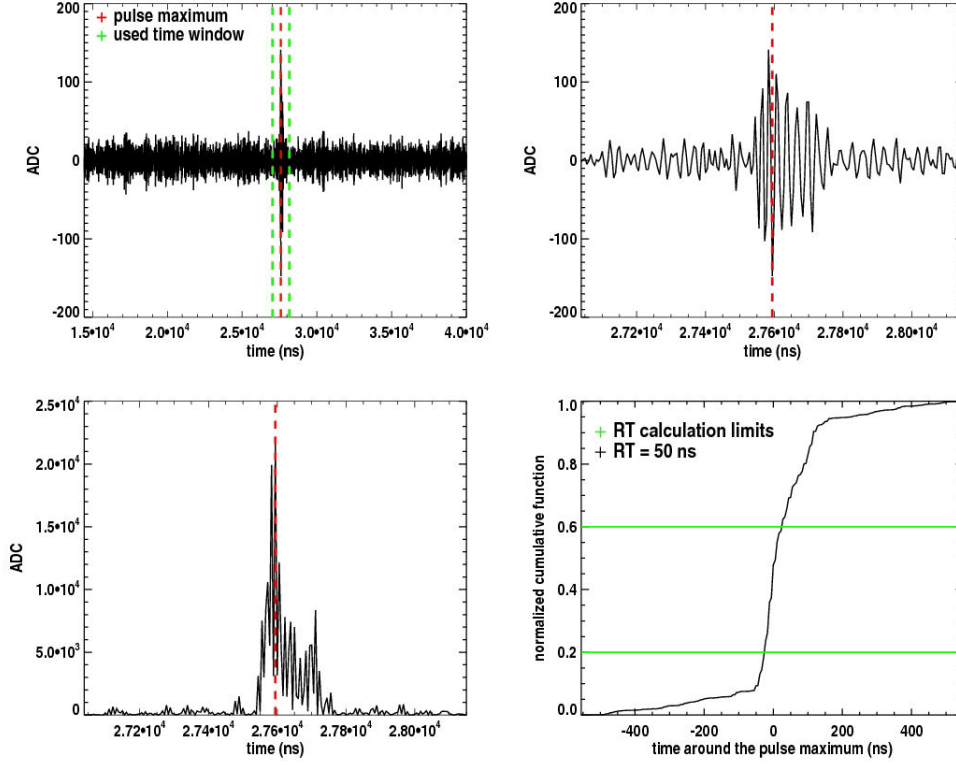 200
pulse maximum
used time window
100
ADC
0
-100
-200
1.5•10⁴ 2.0•10⁴ 2.5•10⁴ 3.0•10⁴ 3.5•10⁴ 4.0•10⁴
time (ns)
200
100
ADC
0
-100
-200
2.72•10⁴ 2.74•10⁴ 2.76•10⁴ 2.78•10⁴ 2.80•10⁴
time (ns)
2.5•10⁴
2.0•10⁴
1.5•10⁴
ADC
1.0•10⁴
5.0•10³
0
2.72•10⁴ 2.74•10⁴ 2.76•10⁴ 2.78•10⁴ 2.80•10⁴
time (ns)
1.0
RT calculation limits
RT = 50 ns
0.8
normalized cumulative function
0.6
0.4
0.2
0.0
-400 -200 0 200 400
time around the pulse maximum (ns)